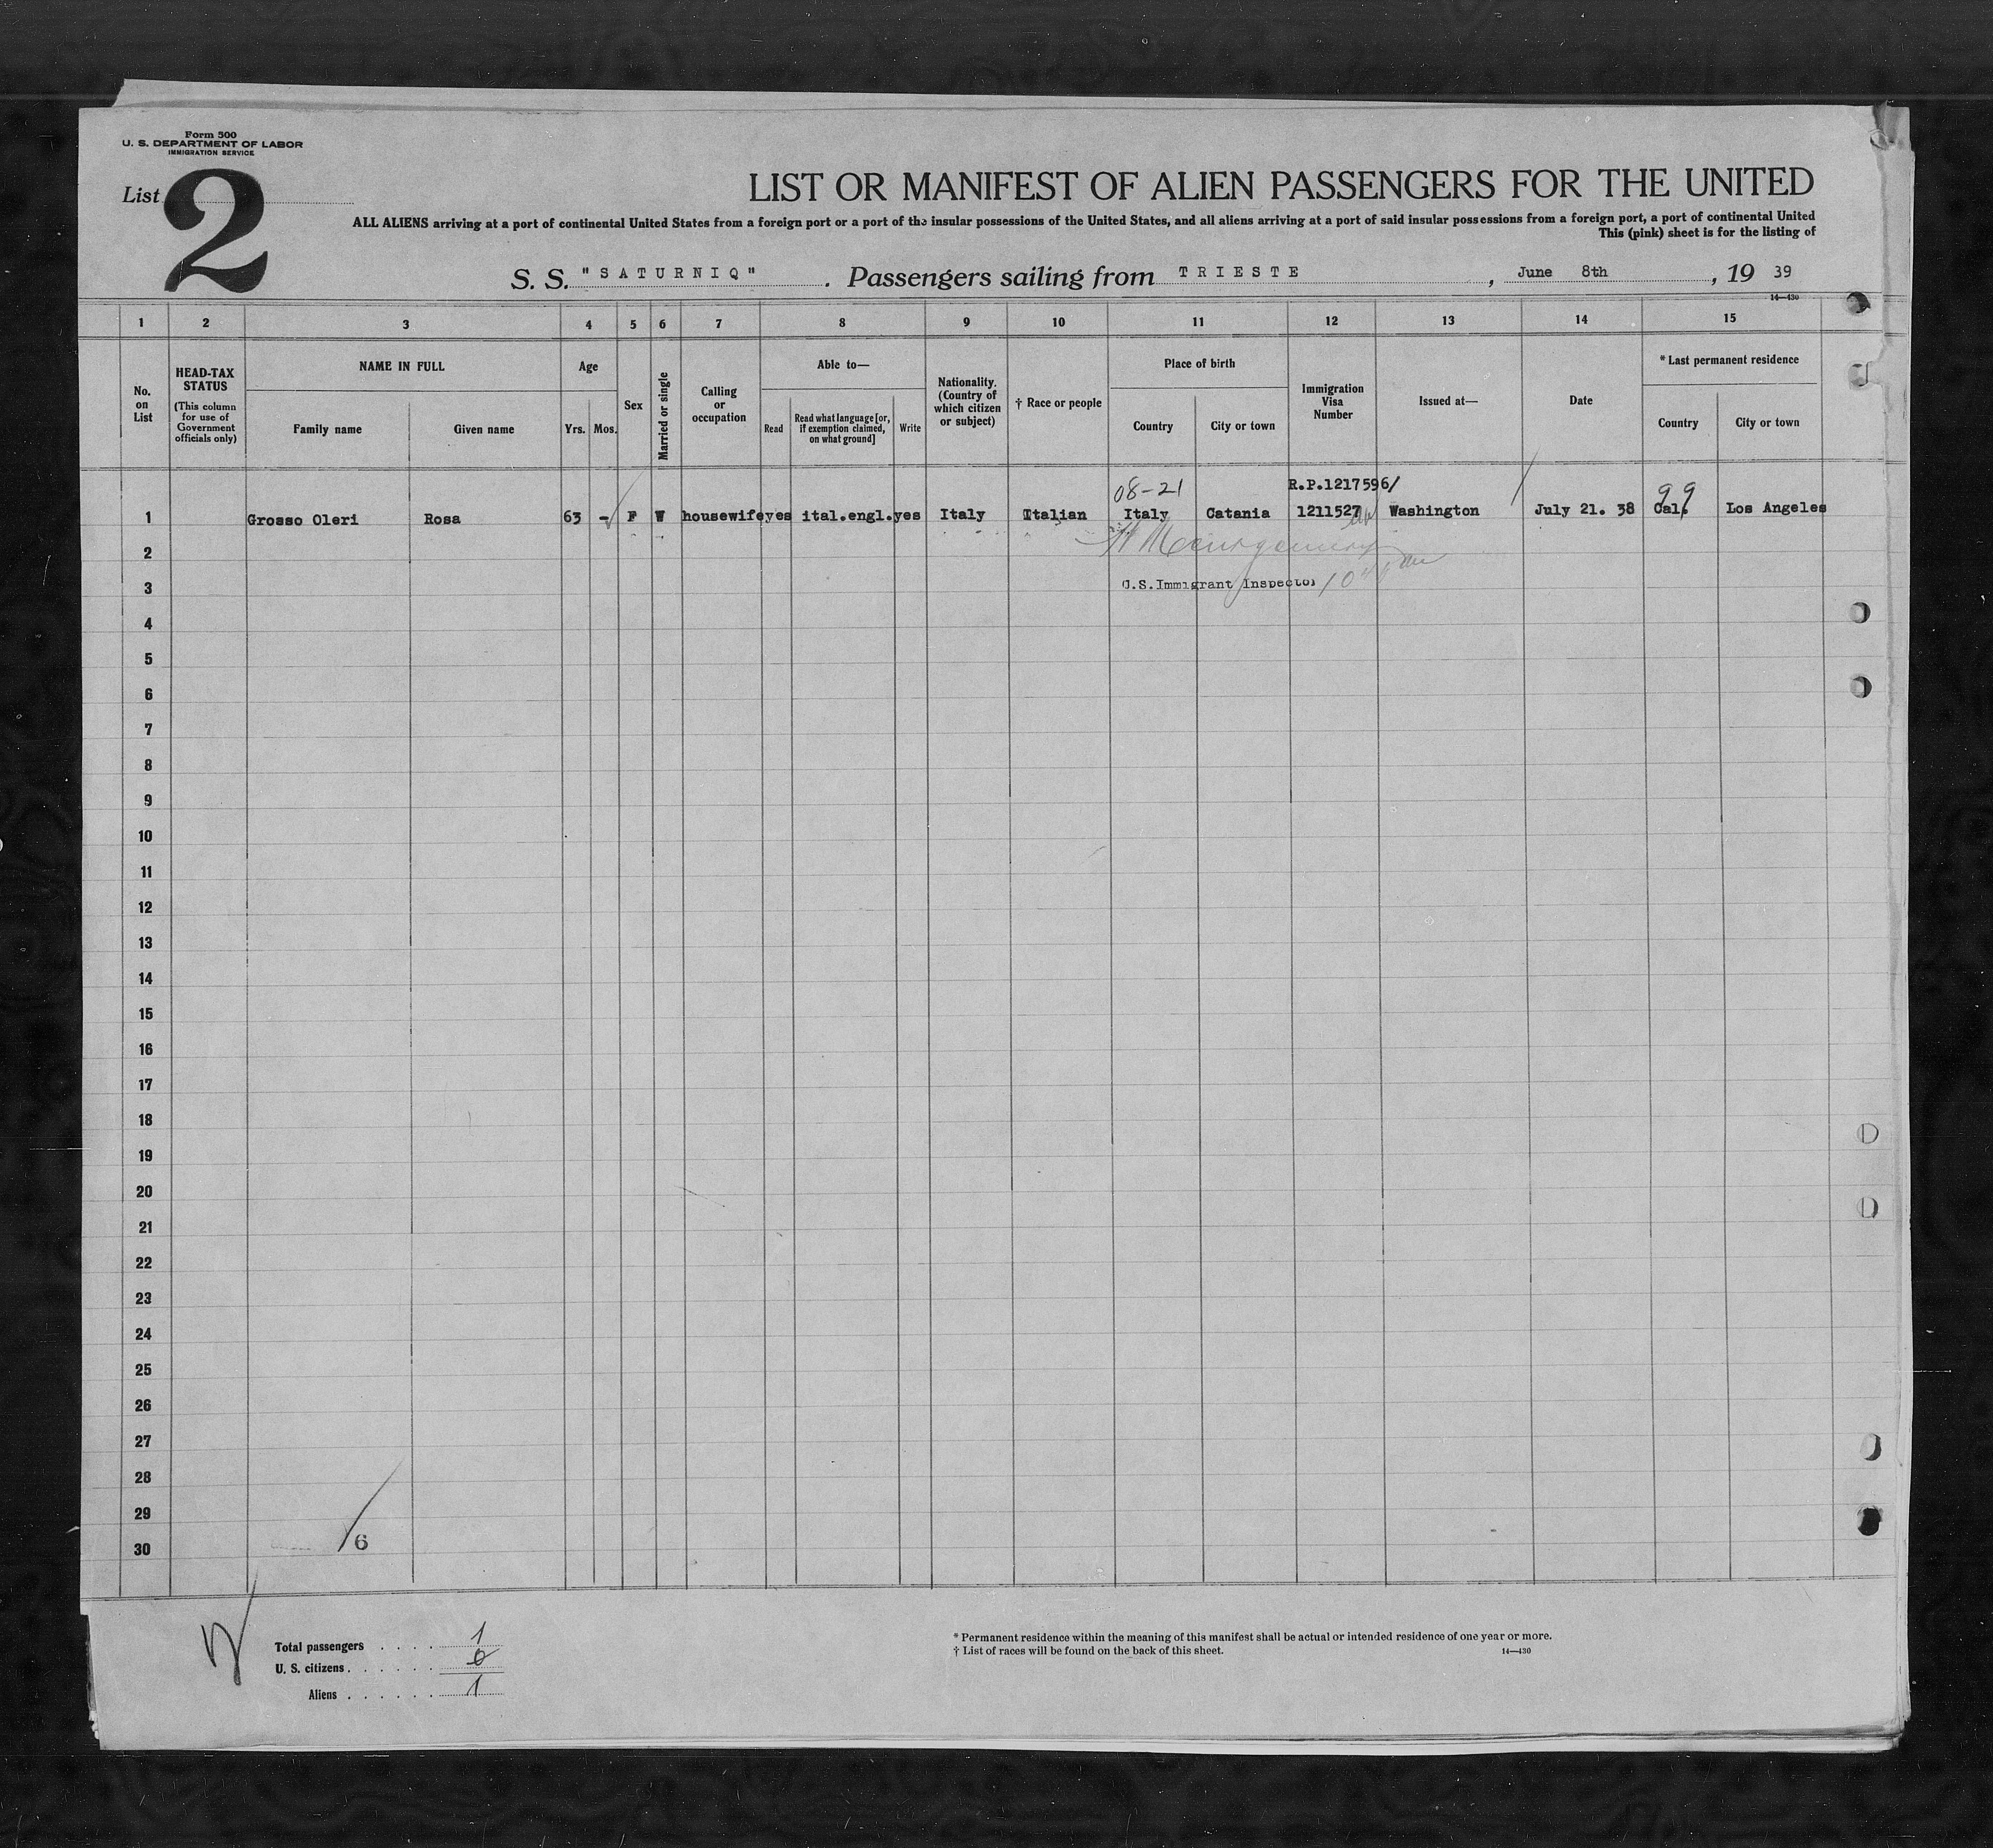 Form 500
U. S. DEPARTMENT OF LABOR
IMMIGRATION SERVICE
List 2
LIST OR MANIFEST OF ALIEN PASSENGERS FOR THE UNITED
ALL ALIENS arriving at a port of continental United States from a foreign port or a port of the insular possessions of the United States, and all aliens arriving at a port of said insular possessions from a foreign port, a port of continental United
This (pink) sheet is for the listing of
S. S. "SATURNIQ". Passengers sailing from TRIESTE, June 8th, 19 39
14—430
1 2 3 4 5 6 7 8 9 10 11 12 13 14 15
No. on List
HEAD-TAX STATUS
(This column for use of Government officials only)
NAME IN FULL
Family name
Given name
Age
Yrs. Mos.
Sex
Married or single
Calling or occupation
Able to—
Read
Read what language [or, if exemption claimed, on what ground]
Write
Nationality. (Country of which citizen or subject)
† Race or people
Place of birth
Country
City or town
Immigration Visa Number
Issued at—
Date
* Last permanent residence
Country
City or town
08-21 R.P.1217596/ 99
1 Grosso Oleri Rosa 63 - F W housewife yes ital.engl. yes Italy Italian Italy Catania 1211527 Washington July 21. 38 Cal. Los Angeles
2
3 U.S. Immigrant Inspector
4
5
6
7
8
9
10
11
12
13
14
15
16
17
18
19
20
21
22
23
24
25
26
27
28
29
30 6
Total passengers . . . . 1
U. S. citizens . . . . . . 0
Aliens . . . . . . 1
* Permanent residence within the meaning of this manifest shall be actual or intended residence of one year or more.
† List of races will be found on the back of this sheet. 14—430